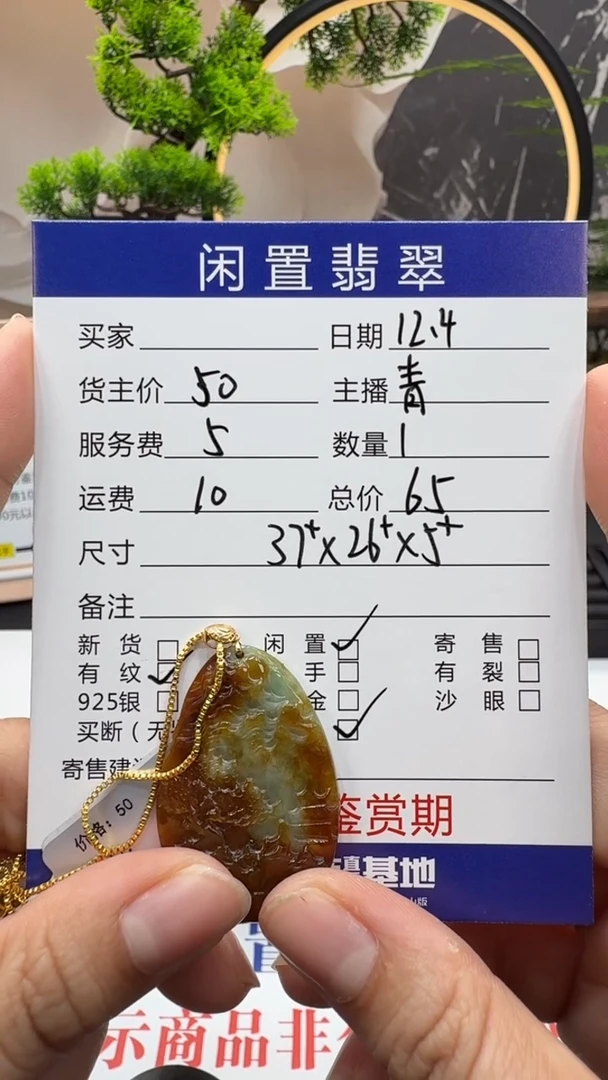 闲置翡翠
买家 日期 12.4
货主价 50 主播 青
服务费 5 数量 1
运费 10 总价 65
尺寸 37+×26+×5+
备注
新货 闲置 寄售
有纹 手 有裂
925银 金 沙眼
买断(无
寄售建
价格：50
鉴赏期
基地
示商品非